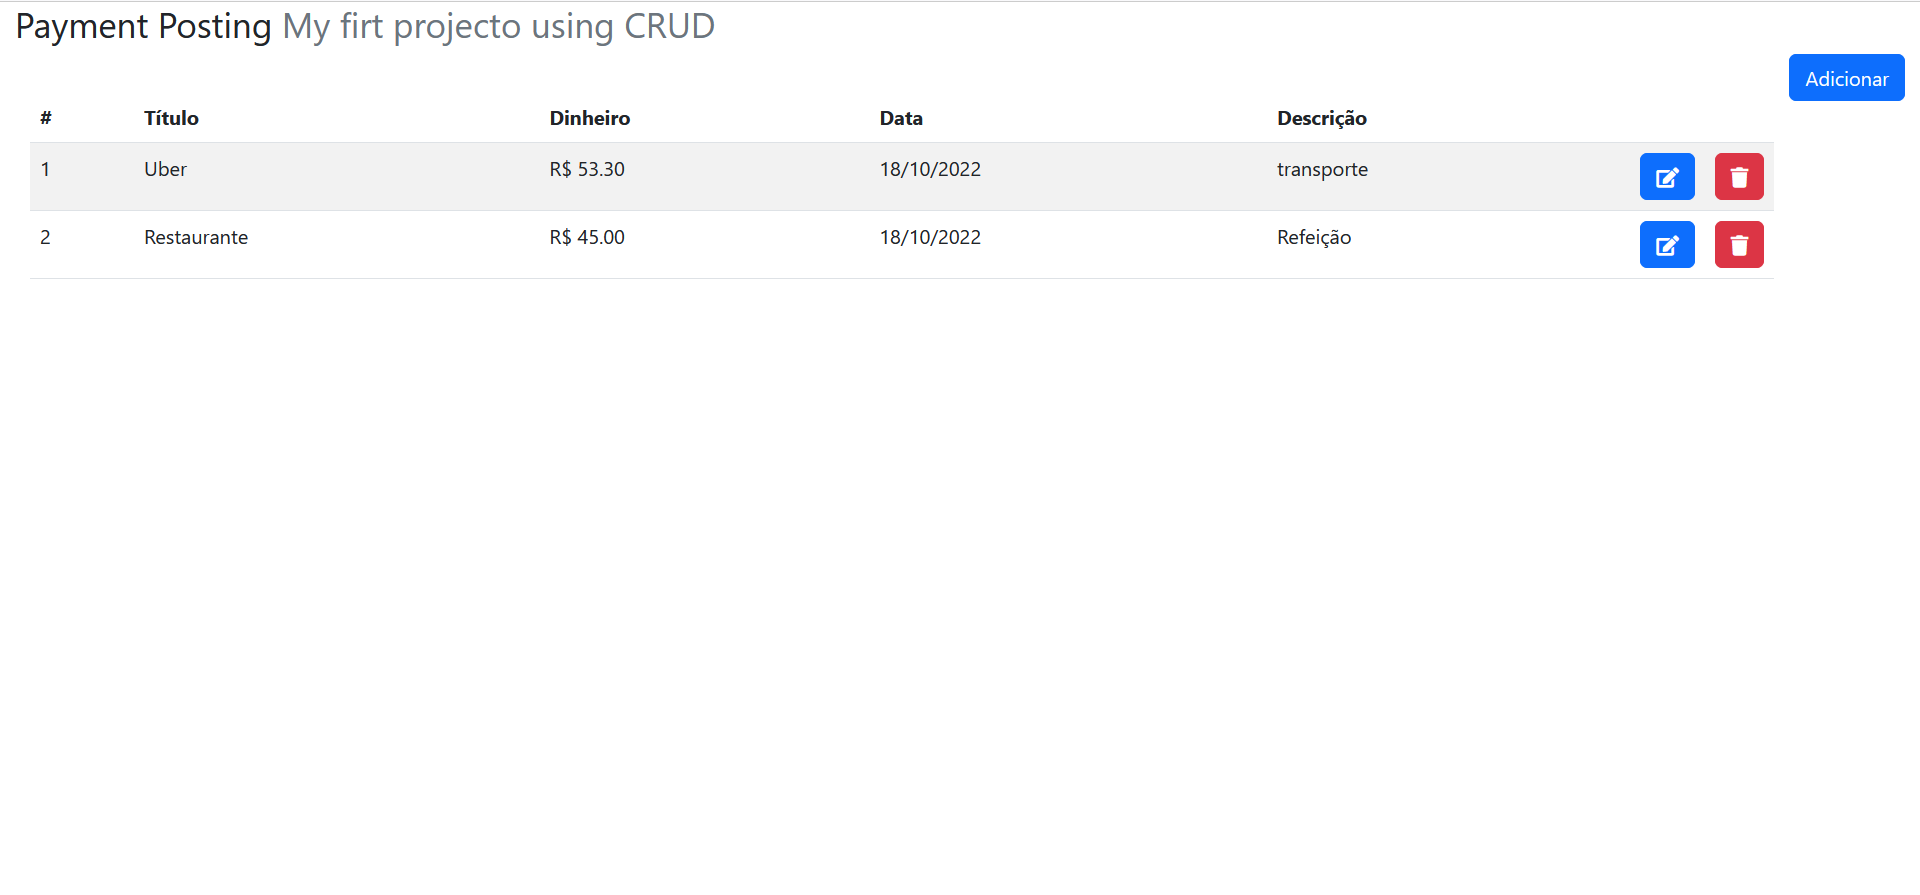 Payment Posting My firt projecto using CRUD
Adicionar
# Título Dinheiro Data Descrição
1 Uber R$ 53.30 18/10/2022 transporte
2 Restaurante R$ 45.00 18/10/2022 Refeição